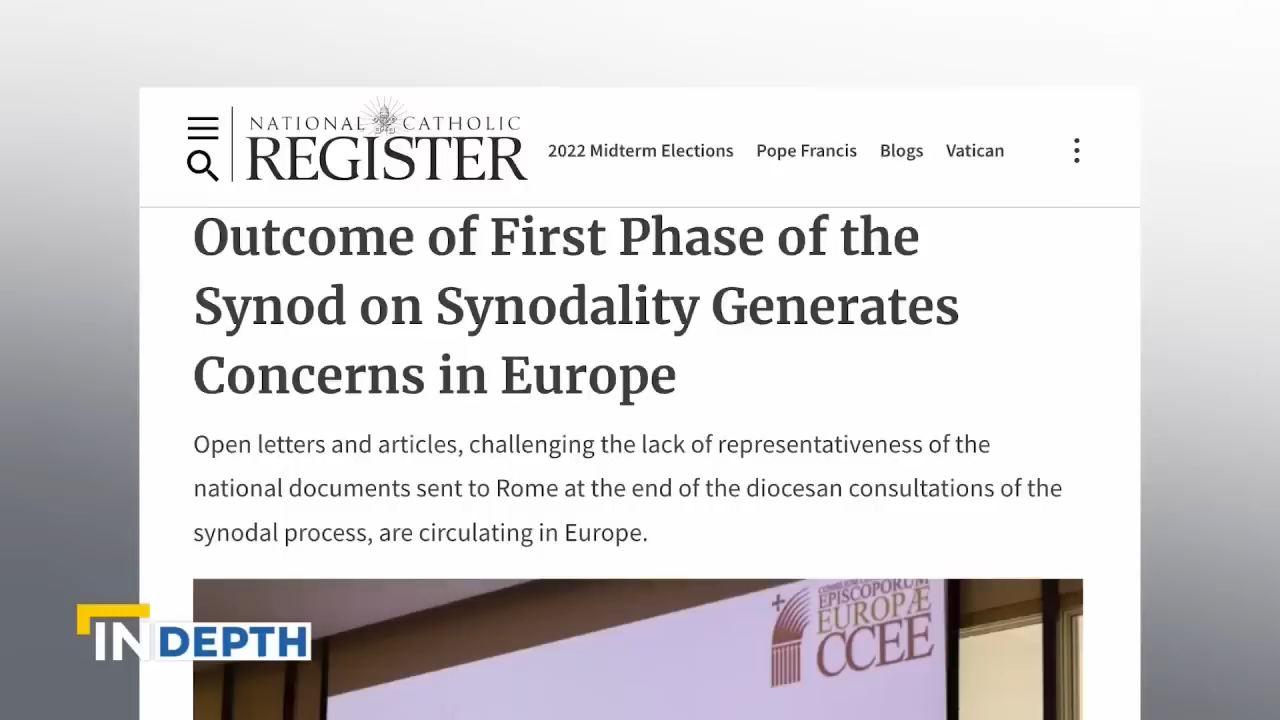 NATIONAL CATHOLIC
REGISTER
2022 Midterm Elections Pope Francis Blogs Vatican
Outcome of First Phase of the
Synod on Synodality Generates
Concerns in Europe
Open letters and articles, challenging the lack of representativeness of the
national documents sent to Rome at the end of the diocesan consultations of the
synodal process, are circulating in Europe.
EPISCOPORUM
EUROPÆ
CCEE
IN DEPTH